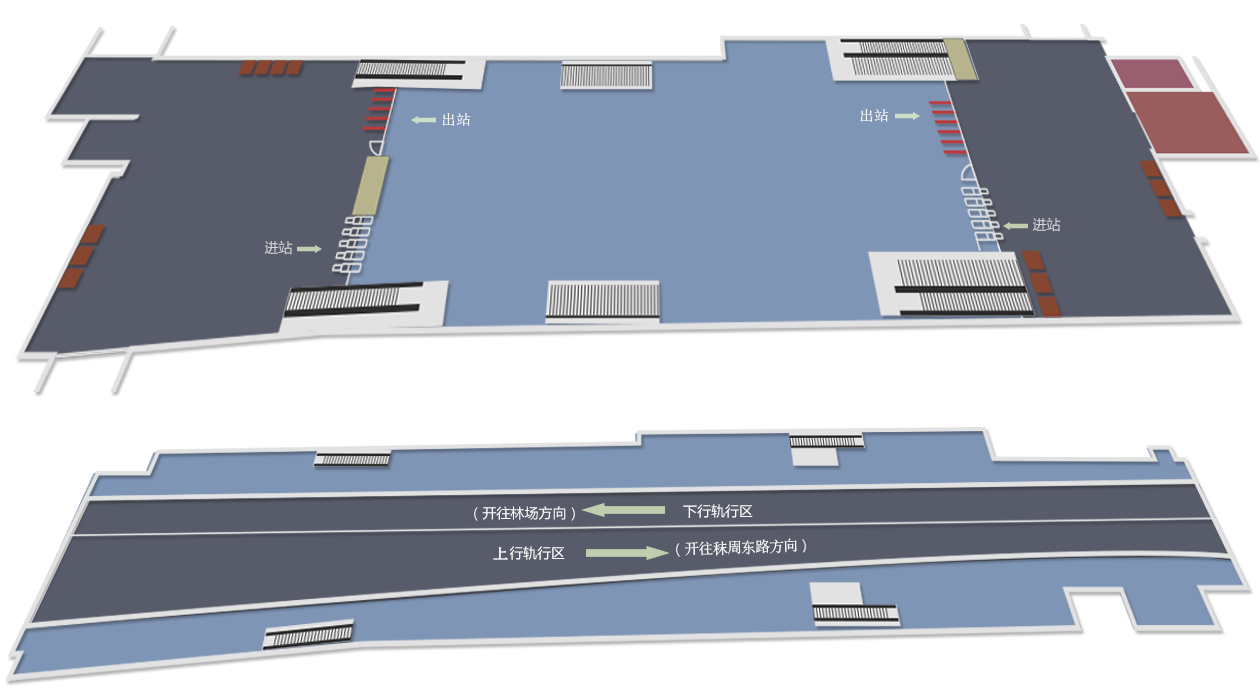 出站
出站
进站
进站
（开往林场方向）
下行轨行区
上行轨行区
（开往秣周东路方向）